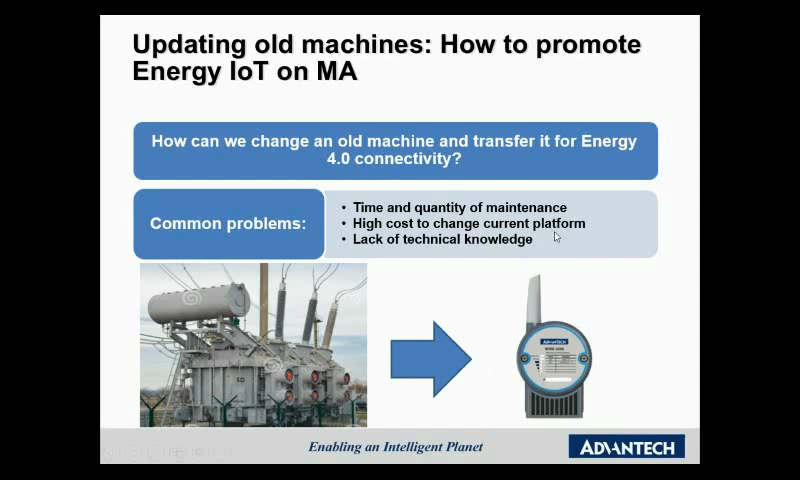 Updating old machines: How to promote
Energy IoT on MA
How can we change an old machine and transfer it for Energy
4.0 connectivity?
Common problems:
• Time and quantity of maintenance
• High cost to change current platform
• Lack of technical knowledge
ADVANTECH
Enabling an Intelligent Planet
ADVANTECH